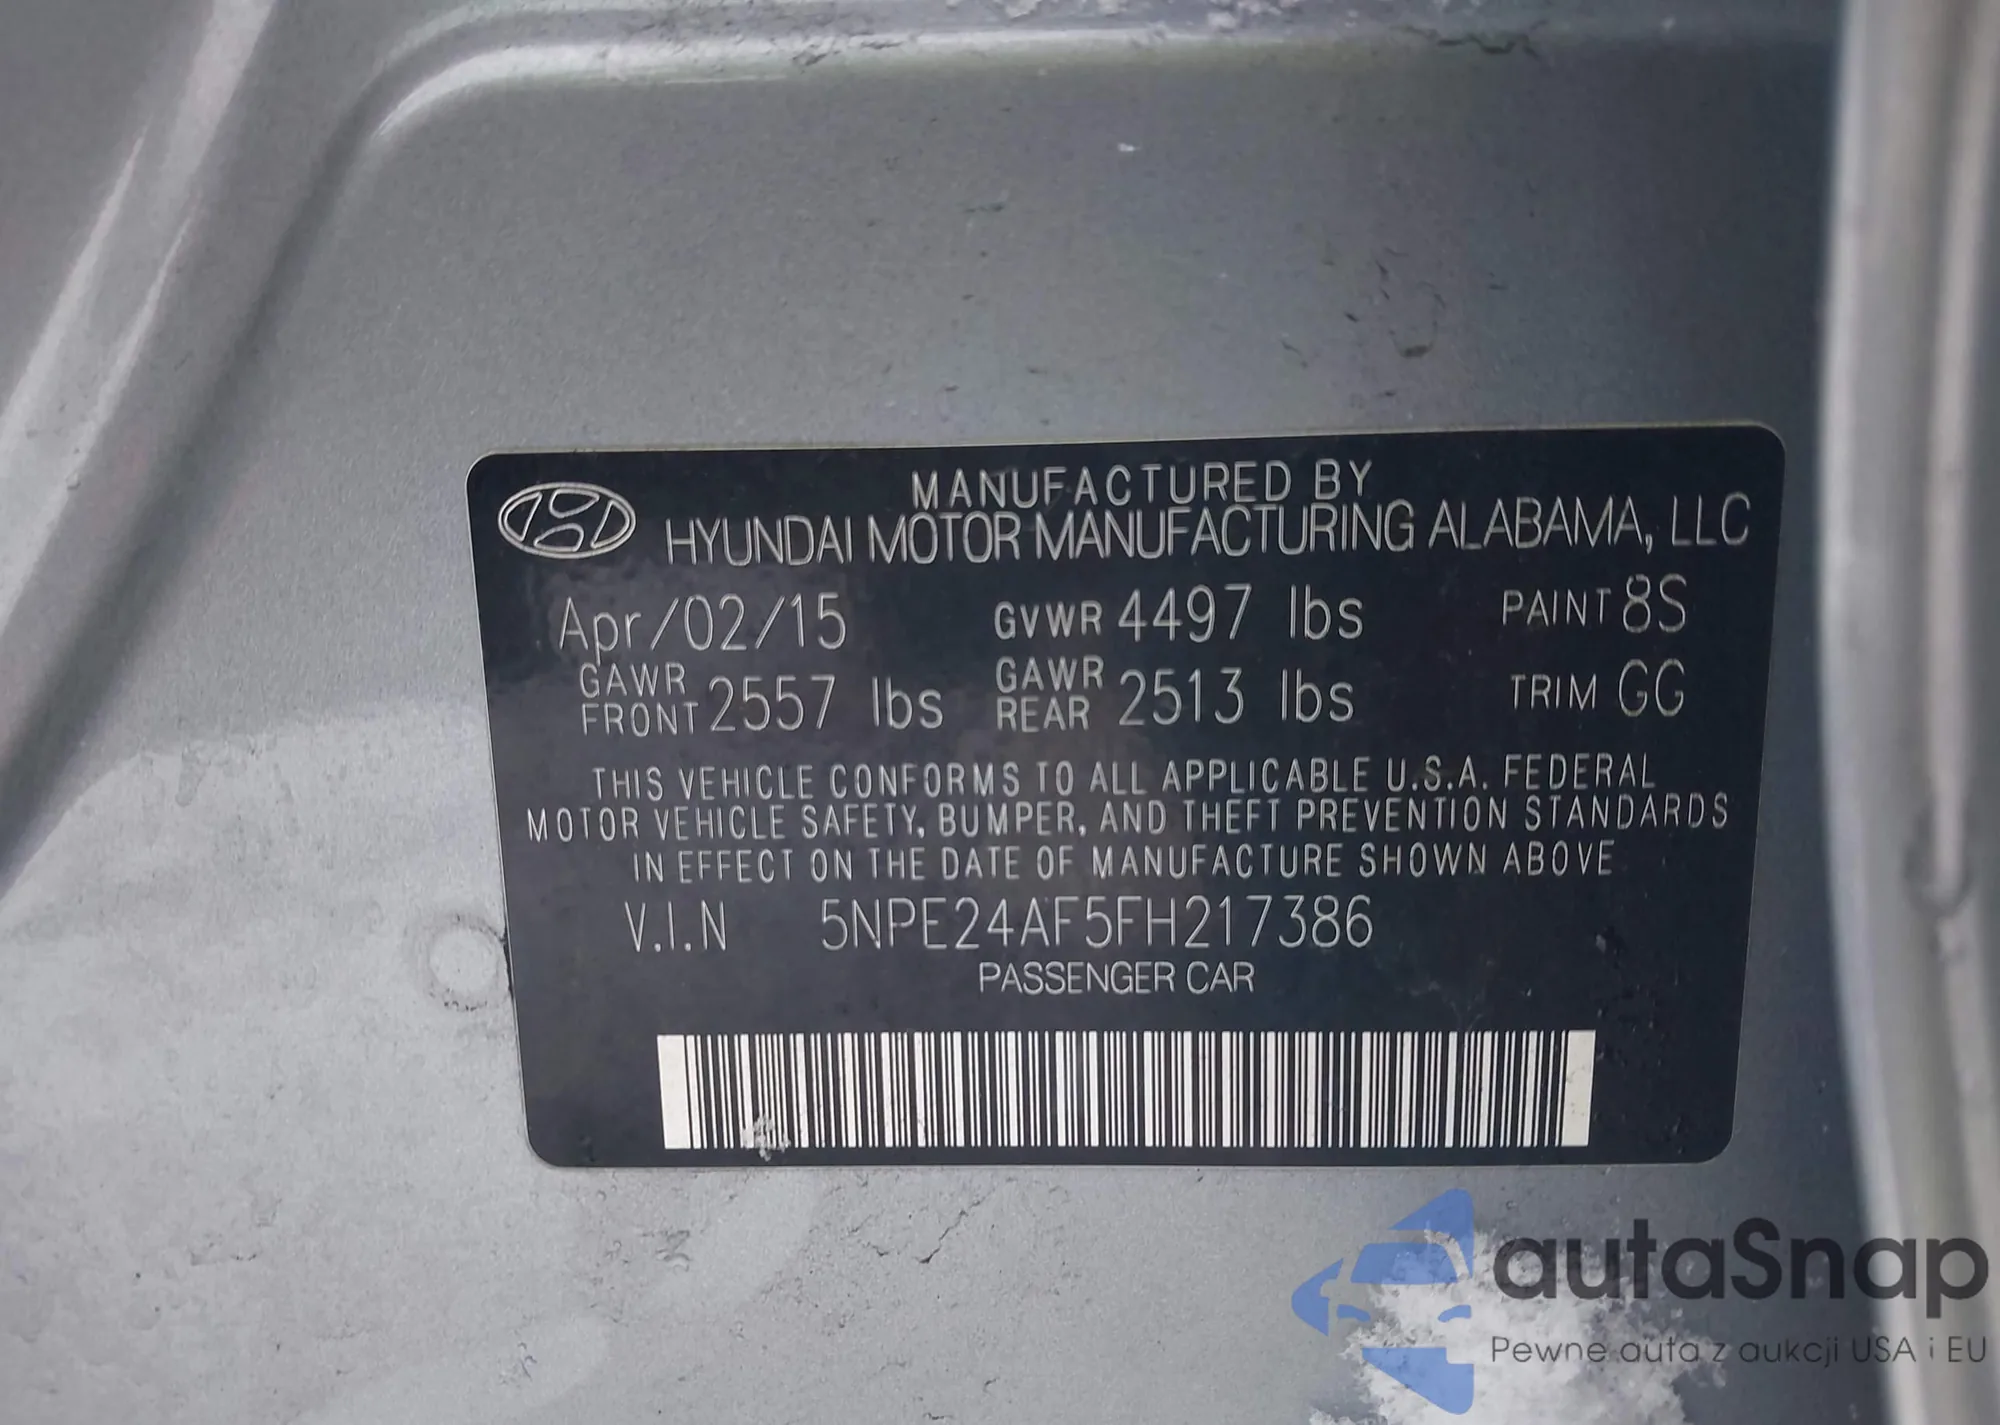 MANUFACTURED BY
HYUNDAI MOTOR MANUFACTURING ALABAMA, LLC
Apr/02/15 GVWR 4497 lbs PAINT 8S
GAWR FRONT 2557 lbs GAWR REAR 2513 lbs TRIM GG
THIS VEHICLE CONFORMS TO ALL APPLICABLE U.S.A. FEDERAL
MOTOR VEHICLE SAFETY, BUMPER, AND THEFT PREVENTION STANDARDS
IN EFFECT ON THE DATE OF MANUFACTURE SHOWN ABOVE
V.I.N 5NPE24AF5FH217386
PASSENGER CAR
autaSnap
Pewne auta z aukcji USA i EU